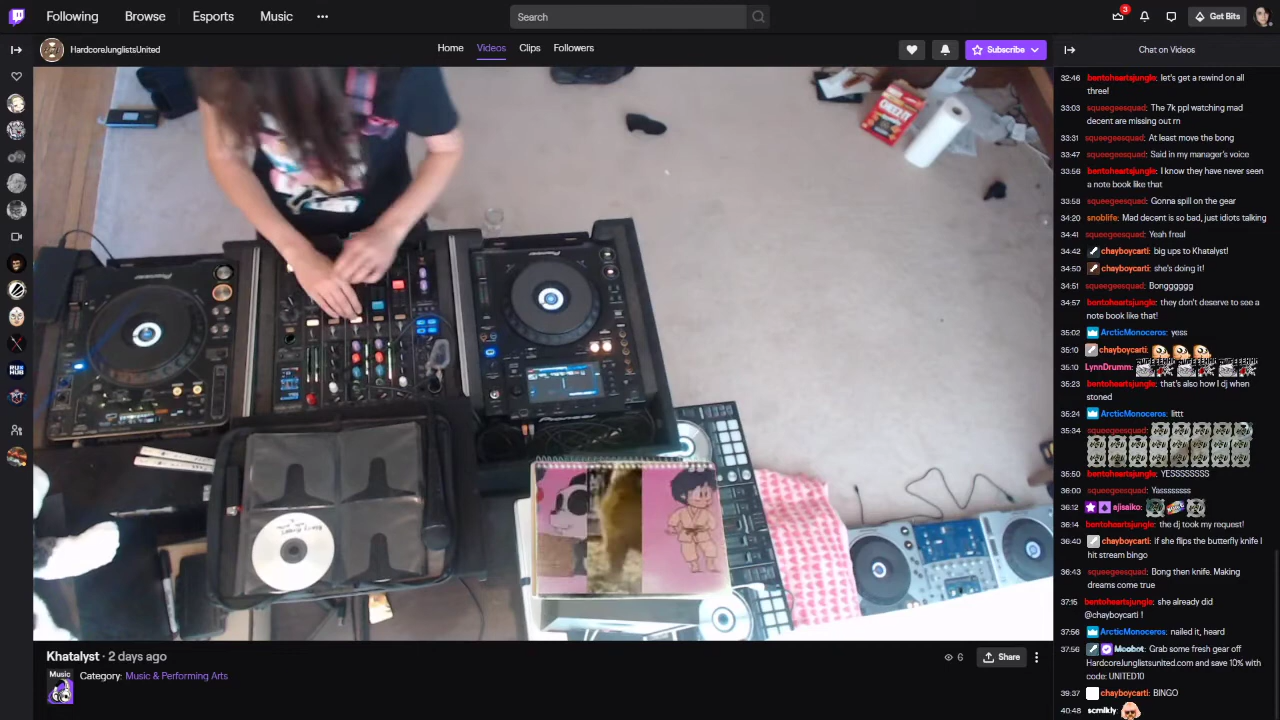 Following
Browse
Esports
Music
Search
3
Get Bits
HardcoreJunglistsUnited
Home
Videos
Clips
Followers
Subscribe
Chat on Videos
32:46 bentoheartsjungle: let's get a rewind on all
three!
33:03 squeegeesquad: The 7k ppl watching mad
decent are missing out rn
33:31 squeegeesquad: At least move the bong
33:47 squeegeesquad: Said in my manager's voice
33:56 bentoheartsjungle: I know they have never seen
a note book like that
33:58 squeegeesquad: Gonna spill on the gear
34:20 snoblife: Mad decent is so bad, just idiots talking
34:41 squeegeesquad: Yeah freal
34:42 chayboycarti: big ups to Khatalyst!
34:50 chayboycarti: she's doing it!
34:51 squeegeesquad: Bongggggg
34:57 bentoheartsjungle: they don't deserve to see a
note book like that!
35:02 ArcticMonoceros: yess
35:10 chayboycarti:
35:10 LynnDrumm:
35:23 bentoheartsjungle: that's also how I dj when
stoned
35:24 ArcticMonoceros: littt
35:34 squeegeesquad:
35:50 bentoheartsjungle: YESSSSSSSS
36:00 squeegeesquad: Yasssssss
36:12 ajisaiko:
36:14 bentoheartsjungle: the dj took my request!
36:40 chayboycarti: if she flips the butterfly knife I
hit stream bingo
36:43 squeegeesquad: Bong then knife. Making
dreams come true
37:15 bentoheartsjungle: she already did
@chayboycarti !
37:56 ArcticMonoceros: nailed it, heard
37:56 Moobot: Grab some fresh gear off
HardcoreJunglistsunited.com and save 10% with
code: UNITED10
39:37 chayboycarti: BINGO
40:48 scmilkly:
Khatalyst · 2 days ago
6
Share
Music
Category: Music & Performing Arts